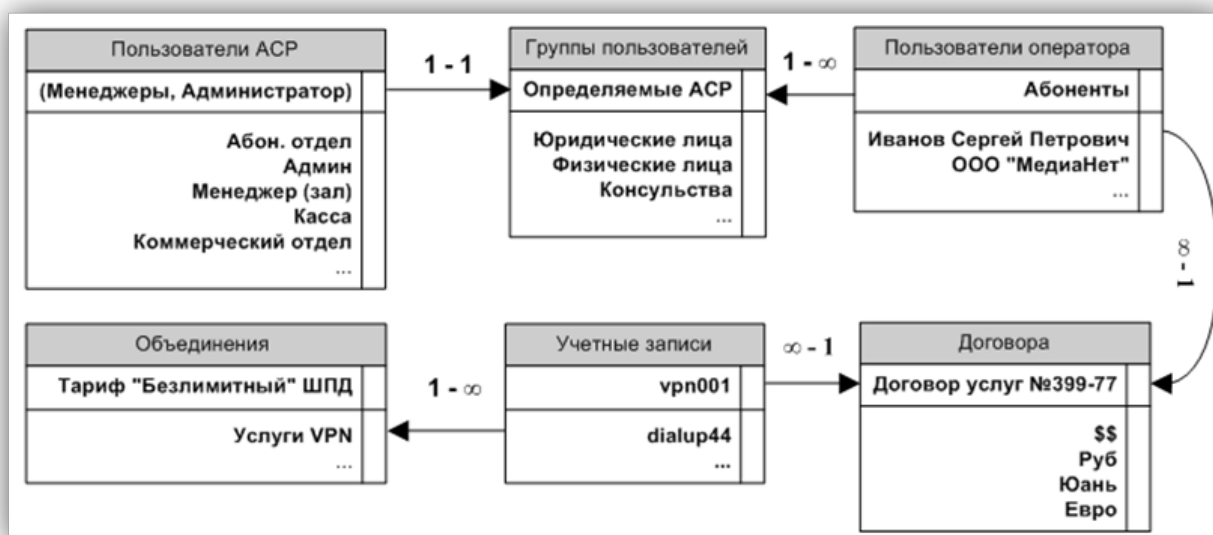 Пользователи АСР
(Менеджеры, Администратор)
Абон. отдел
Админ
Менеджер (зал)
Касса
Коммерческий отдел
...
1 - 1
Группы пользователей
Определяемые АСР
Юридические лица
Физические лица
Консульства
...
1 - ∞
Пользователи оператора
Абоненты
Иванов Сергей Петрович
ООО "МедиаНет"
...
∞ - 1
Объединения
Тариф "Безлимитный" ШПД
Услуги VPN
...
1 - ∞
Учетные записи
vpn001
dialup44
...
∞ - 1
Договора
Договор услуг №399-77
$$
Руб
Юань
Евро